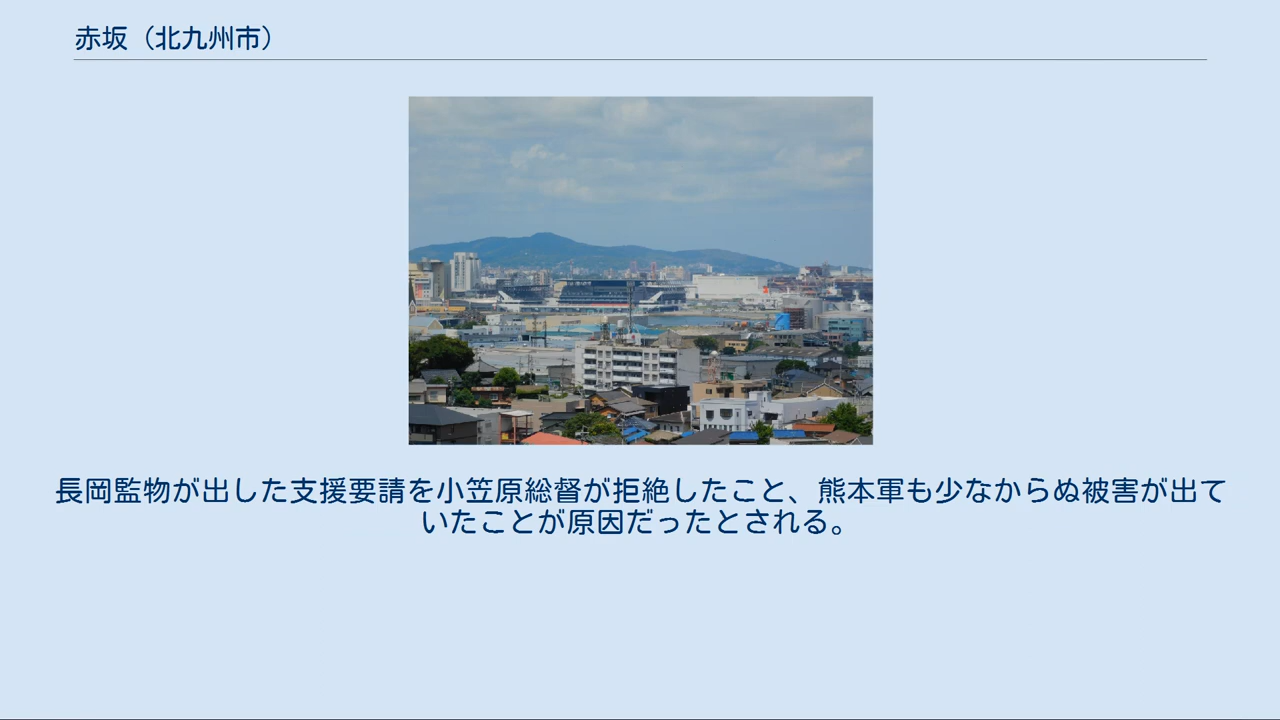 赤坂（北九州市）
長岡監物が出した支援要請を小笠原総督が拒絶したこと、熊本軍も少なからぬ被害が出て
いたことが原因だったとされる。